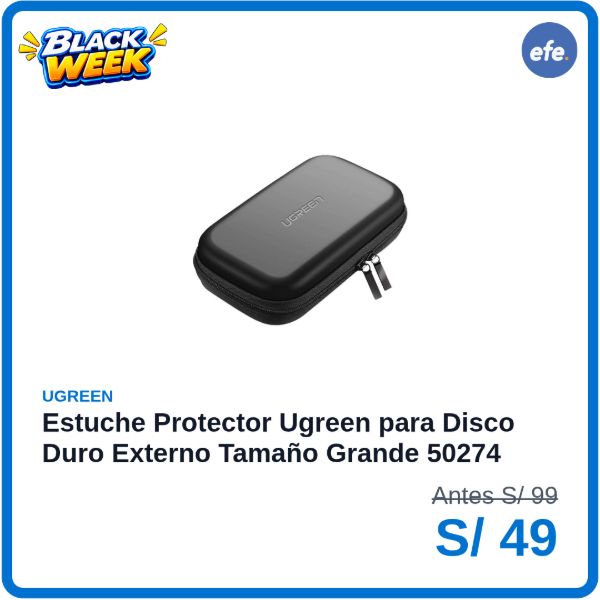 BLACK
WEEK
efe.
UGREEN
UGREEN
Estuche Protector Ugreen para Disco
Duro Externo Tamaño Grande 50274
Antes S/ 99
S/ 49